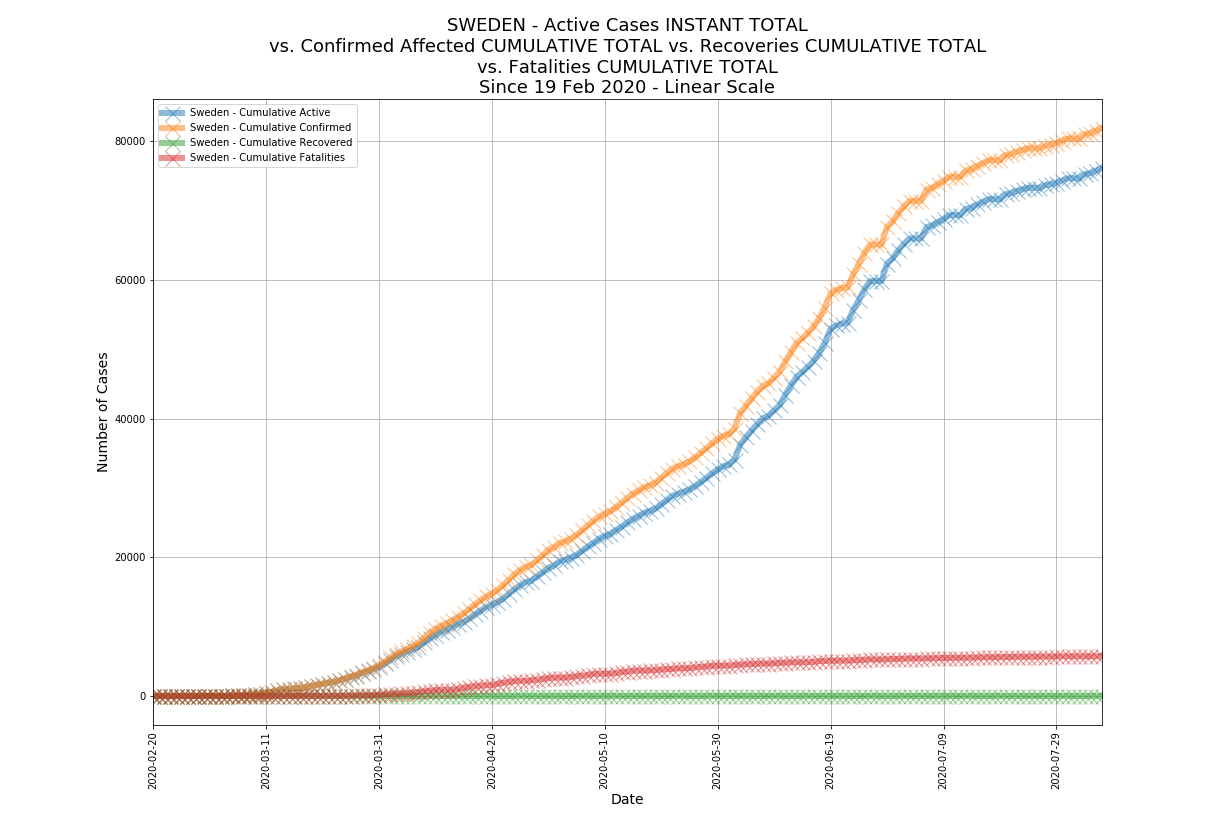 SWEDEN - Active Cases INSTANT TOTAL
vs. Confirmed Affected CUMULATIVE TOTAL vs. Recoveries CUMULATIVE TOTAL
vs. Fatalities CUMULATIVE TOTAL
Since 19 Feb 2020 - Linear Scale
Sweden - Cumulative Active
Sweden - Cumulative Confirmed
Sweden - Cumulative Recovered
Sweden - Cumulative Fatalities
Number of Cases
80000
60000
40000
20000
0
2020-02-20
2020-03-11
2020-03-31
2020-04-20
2020-05-10
2020-05-30
2020-06-19
2020-07-09
2020-07-29
Date